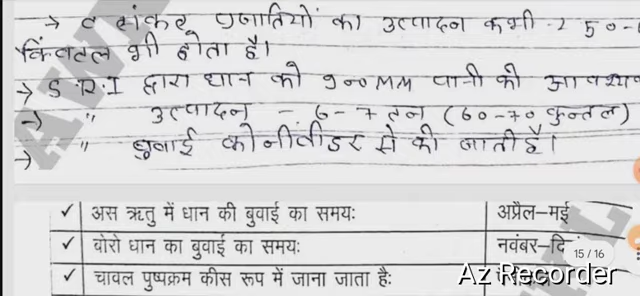 → व संकर प्रजातियों का उत्पादन कभी-2 50-
किंवटल भी होता है।
→ S.R.I द्वारा धान को 900MM पानी की आवश्य
→ " उत्पादन - 6-7 टन (60-70 कुन्तल)
→ " बुवाई कोनीवीडर से की जाती है।
✓ अस ऋतु में धान की बुवाई का समयः अप्रैल–मई
✓ बोरो धान का बुवाई का समयः नवंबर–दि
15 / 16
✓ चावल पुष्पक्रम कीस रूप में जाना जाता हैः
Az Recorder